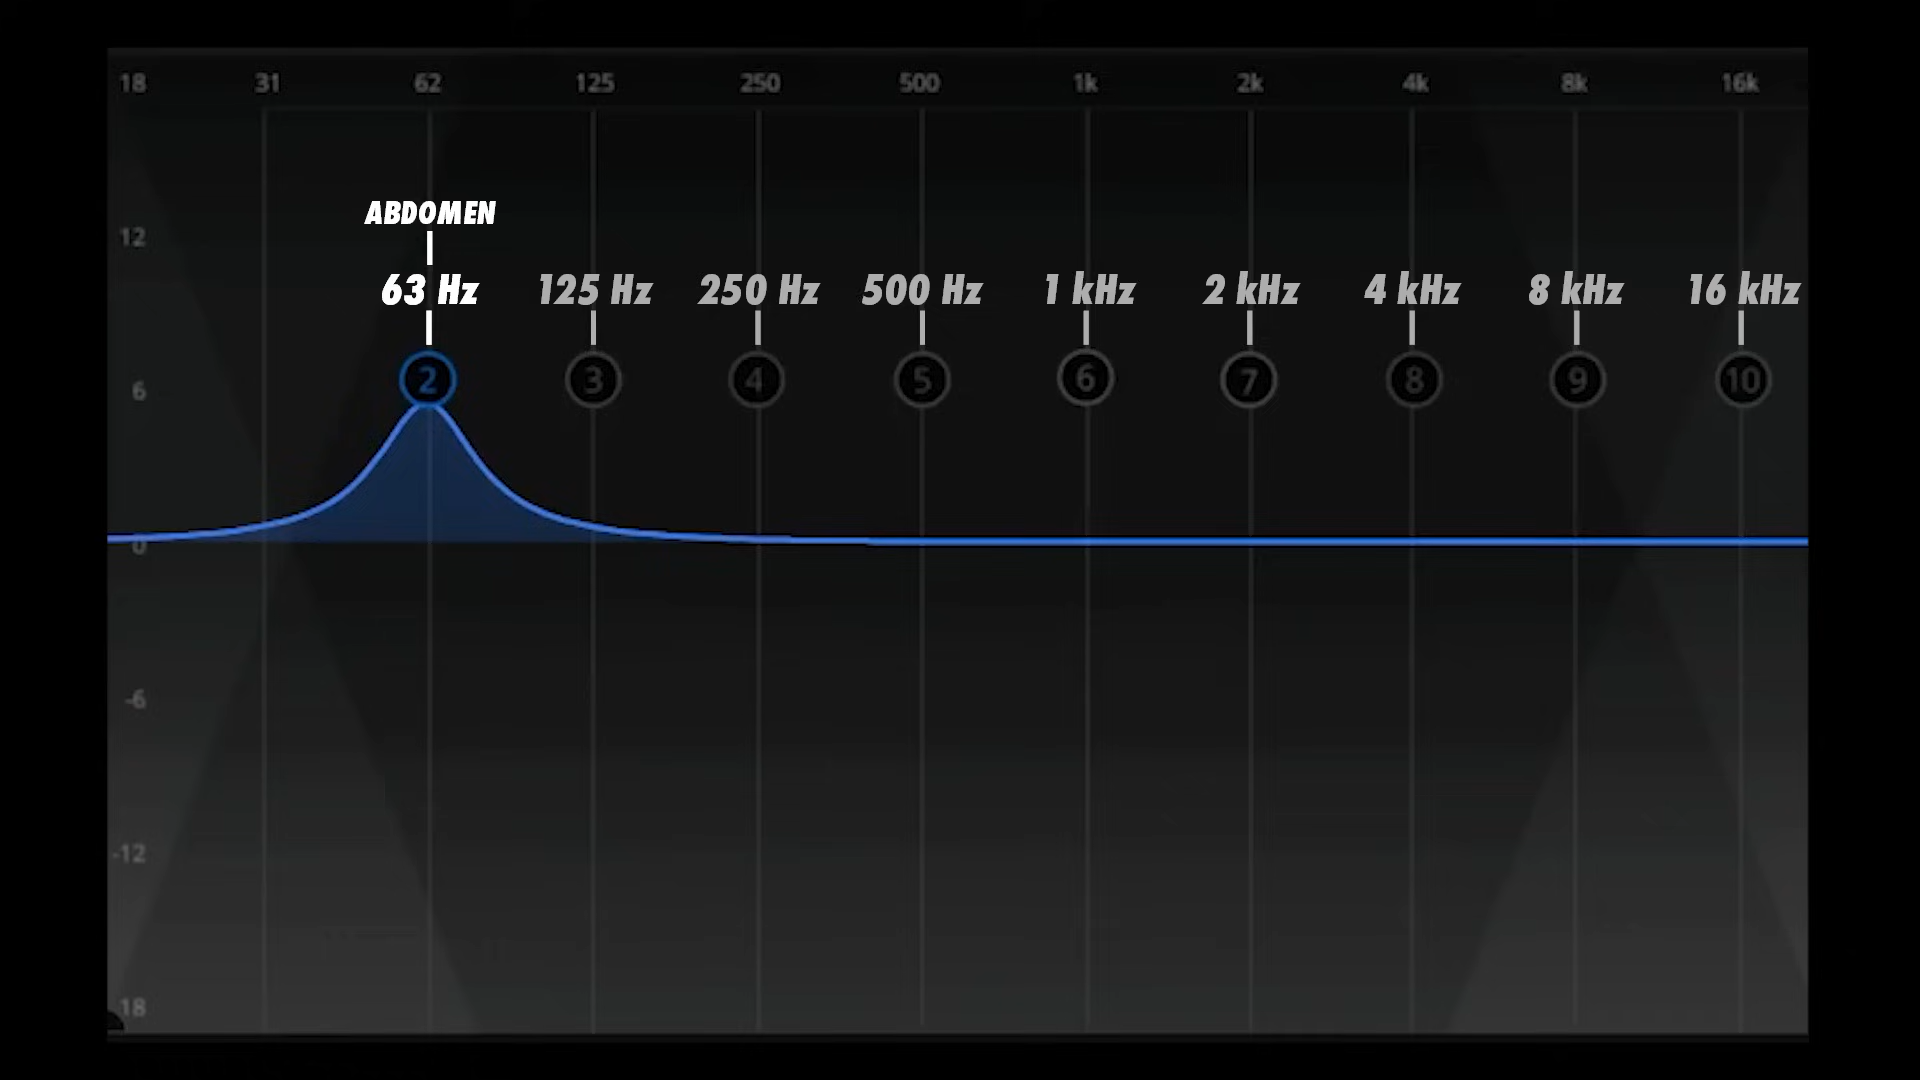 18 31 62 125 250 500 1k 2k 4k 8k 16k
ABDOMEN
12
63 Hz 125 Hz 250 Hz 500 Hz 1 kHz 2 kHz 4 kHz 8 kHz 16 kHz
2 3 4 5 6 7 8 9 10
6
0
-6
-12
18